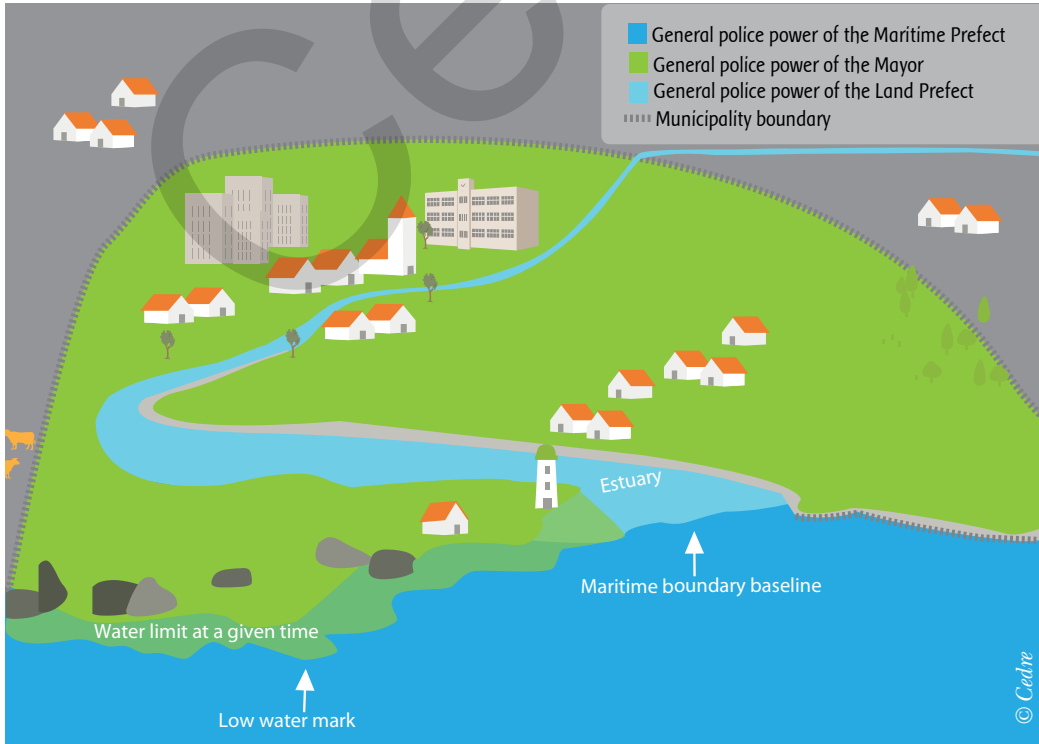 General police power of the Maritime Prefect
General police power of the Mayor
General police power of the Land Prefect
Municipality boundary
Estuary
Maritime boundary baseline
Water limit at a given time
Low water mark
© Cedre
ce